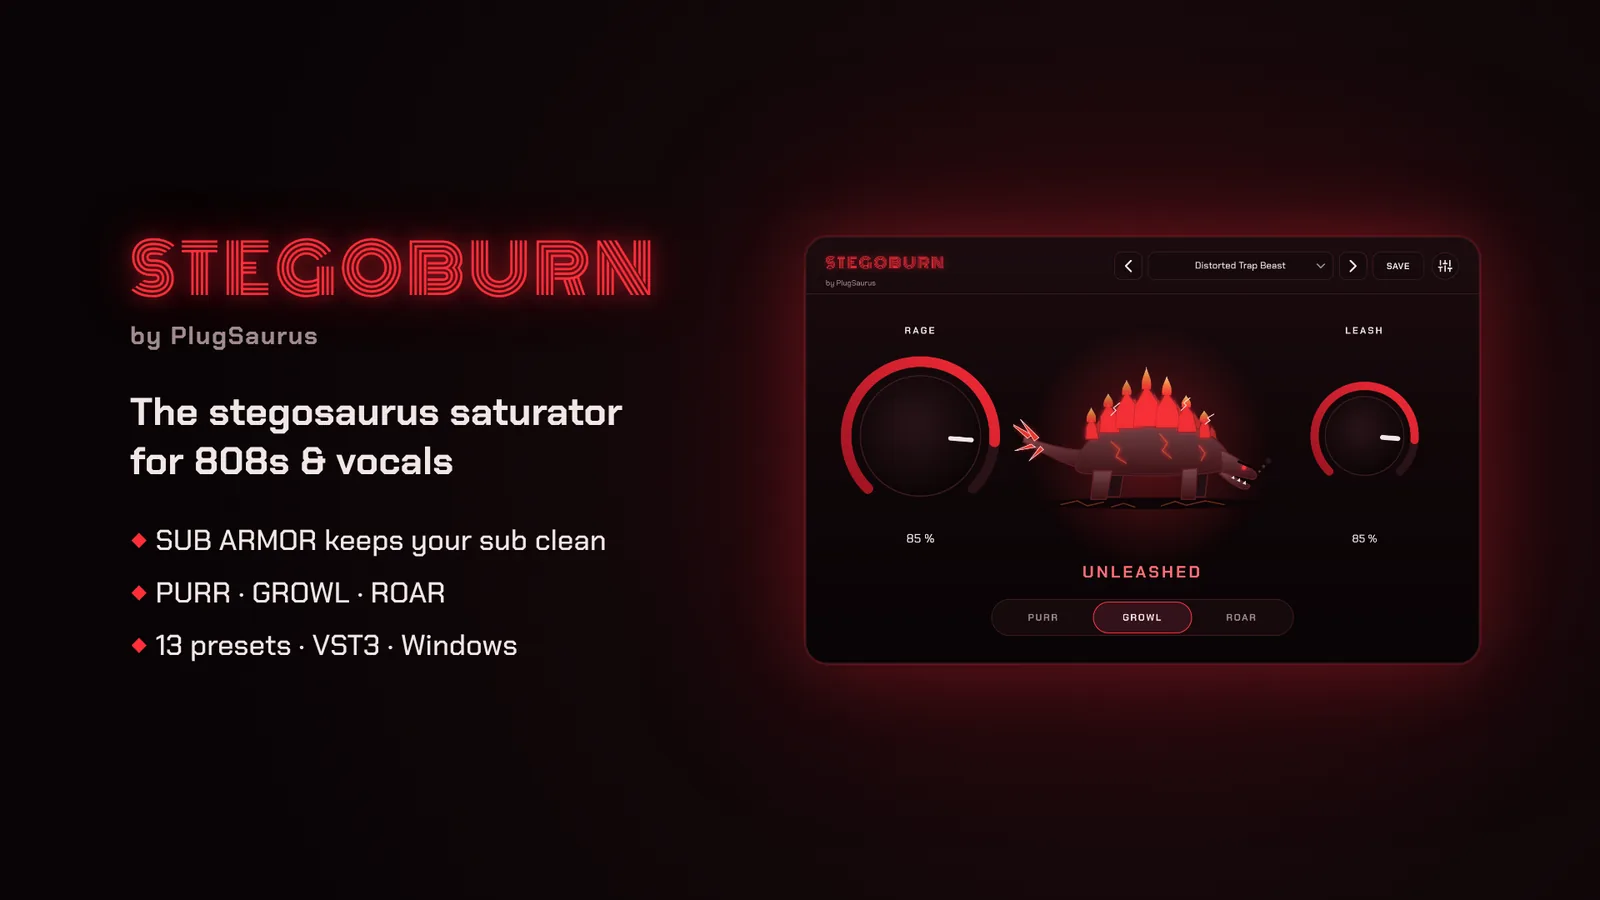 STEGOBURN
by PlugSaurus
The stegosaurus saturator
for 808s & vocals
SUB ARMOR keeps your sub clean
PURR · GROWL · ROAR
13 presets · VST3 · Windows
STEGOBURN
by PlugSaurus
Distorted Trap Beast
SAVE
RAGE
LEASH
85 %
85 %
UNLEASHED
PURR
GROWL
ROAR